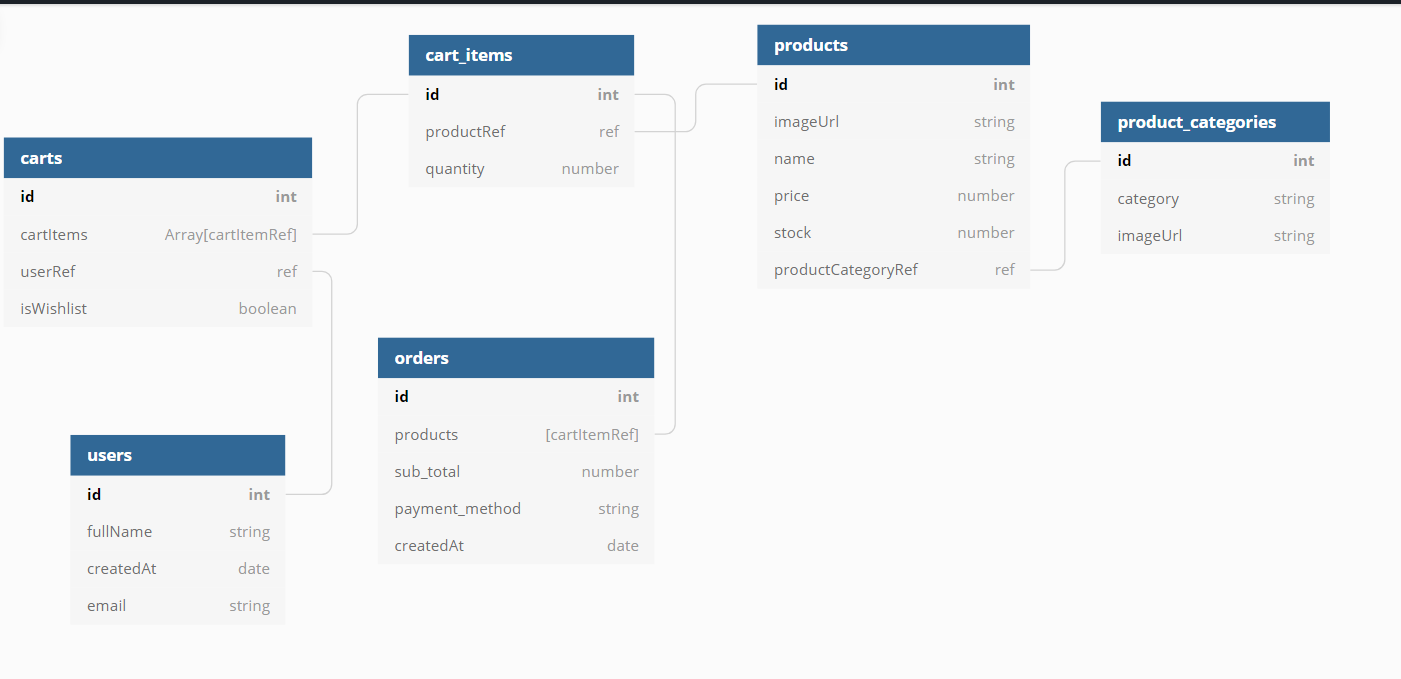 carts
id int
cartItems Array[cartItemRef]
userRef ref
isWishlist boolean
users
id int
fullName string
createdAt date
email string
cart_items
id int
productRef ref
quantity number
orders
id int
products [cartItemRef]
sub_total number
payment_method string
createdAt date
products
id int
imageUrl string
name string
price number
stock number
productCategoryRef ref
product_categories
id int
category string
imageUrl string